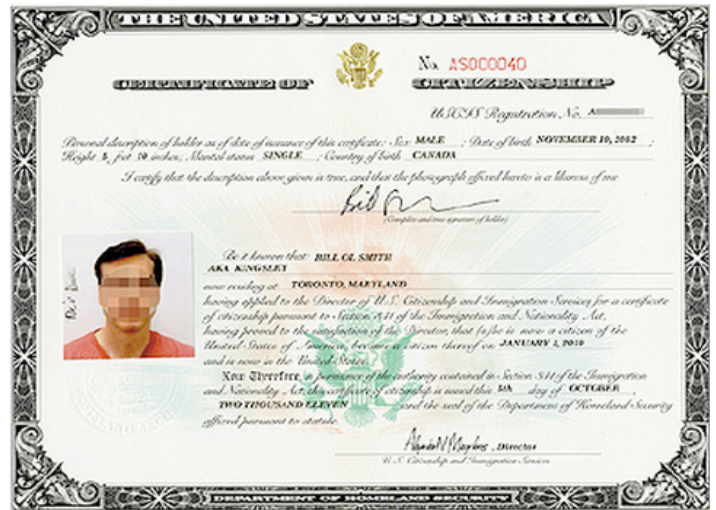 THE UNITED STATES OF AMERICA
No. AS000040
CERTIFICATE OF CITIZENSHIP
USCIS Registration No. A
Personal description of holder as of date of issuance of this certificate: Sex: MALE ; Date of birth NOVEMBER 19, 2002 ;
Height 5 feet 10 inches; Marital status SINGLE ; Country of birth CANADA
I certify that the description above given is true, and that the photograph affixed hereto is a likeness of me
(Complete and true signature of holder)
Be it known that: BILL OL SMITH
AKA KINGSLEY
now residing at TORONTO, MARYLAND
having applied to the Director of U.S. Citizenship and Immigration Services for a certificate
of citizenship pursuant to Section 341 of the Immigration and Nationality Act,
having proved to the satisfaction of the Director, that (s)he is now a citizen of the
United States of America, became a citizen thereof on JANUARY 1, 2010
and is now in the United States.
Now Therefore, in pursuance of the authority contained in Section 341 of the Immigration
and Nationality Act, this certificate of citizenship is issued this 5th day of OCTOBER ,
TWO THOUSAND ELEVEN and the seal of the Department of Homeland Security
affixed pursuant to statute.
, Director
U.S. Citizenship and Immigration Services
DEPARTMENT OF HOMELAND SECURITY